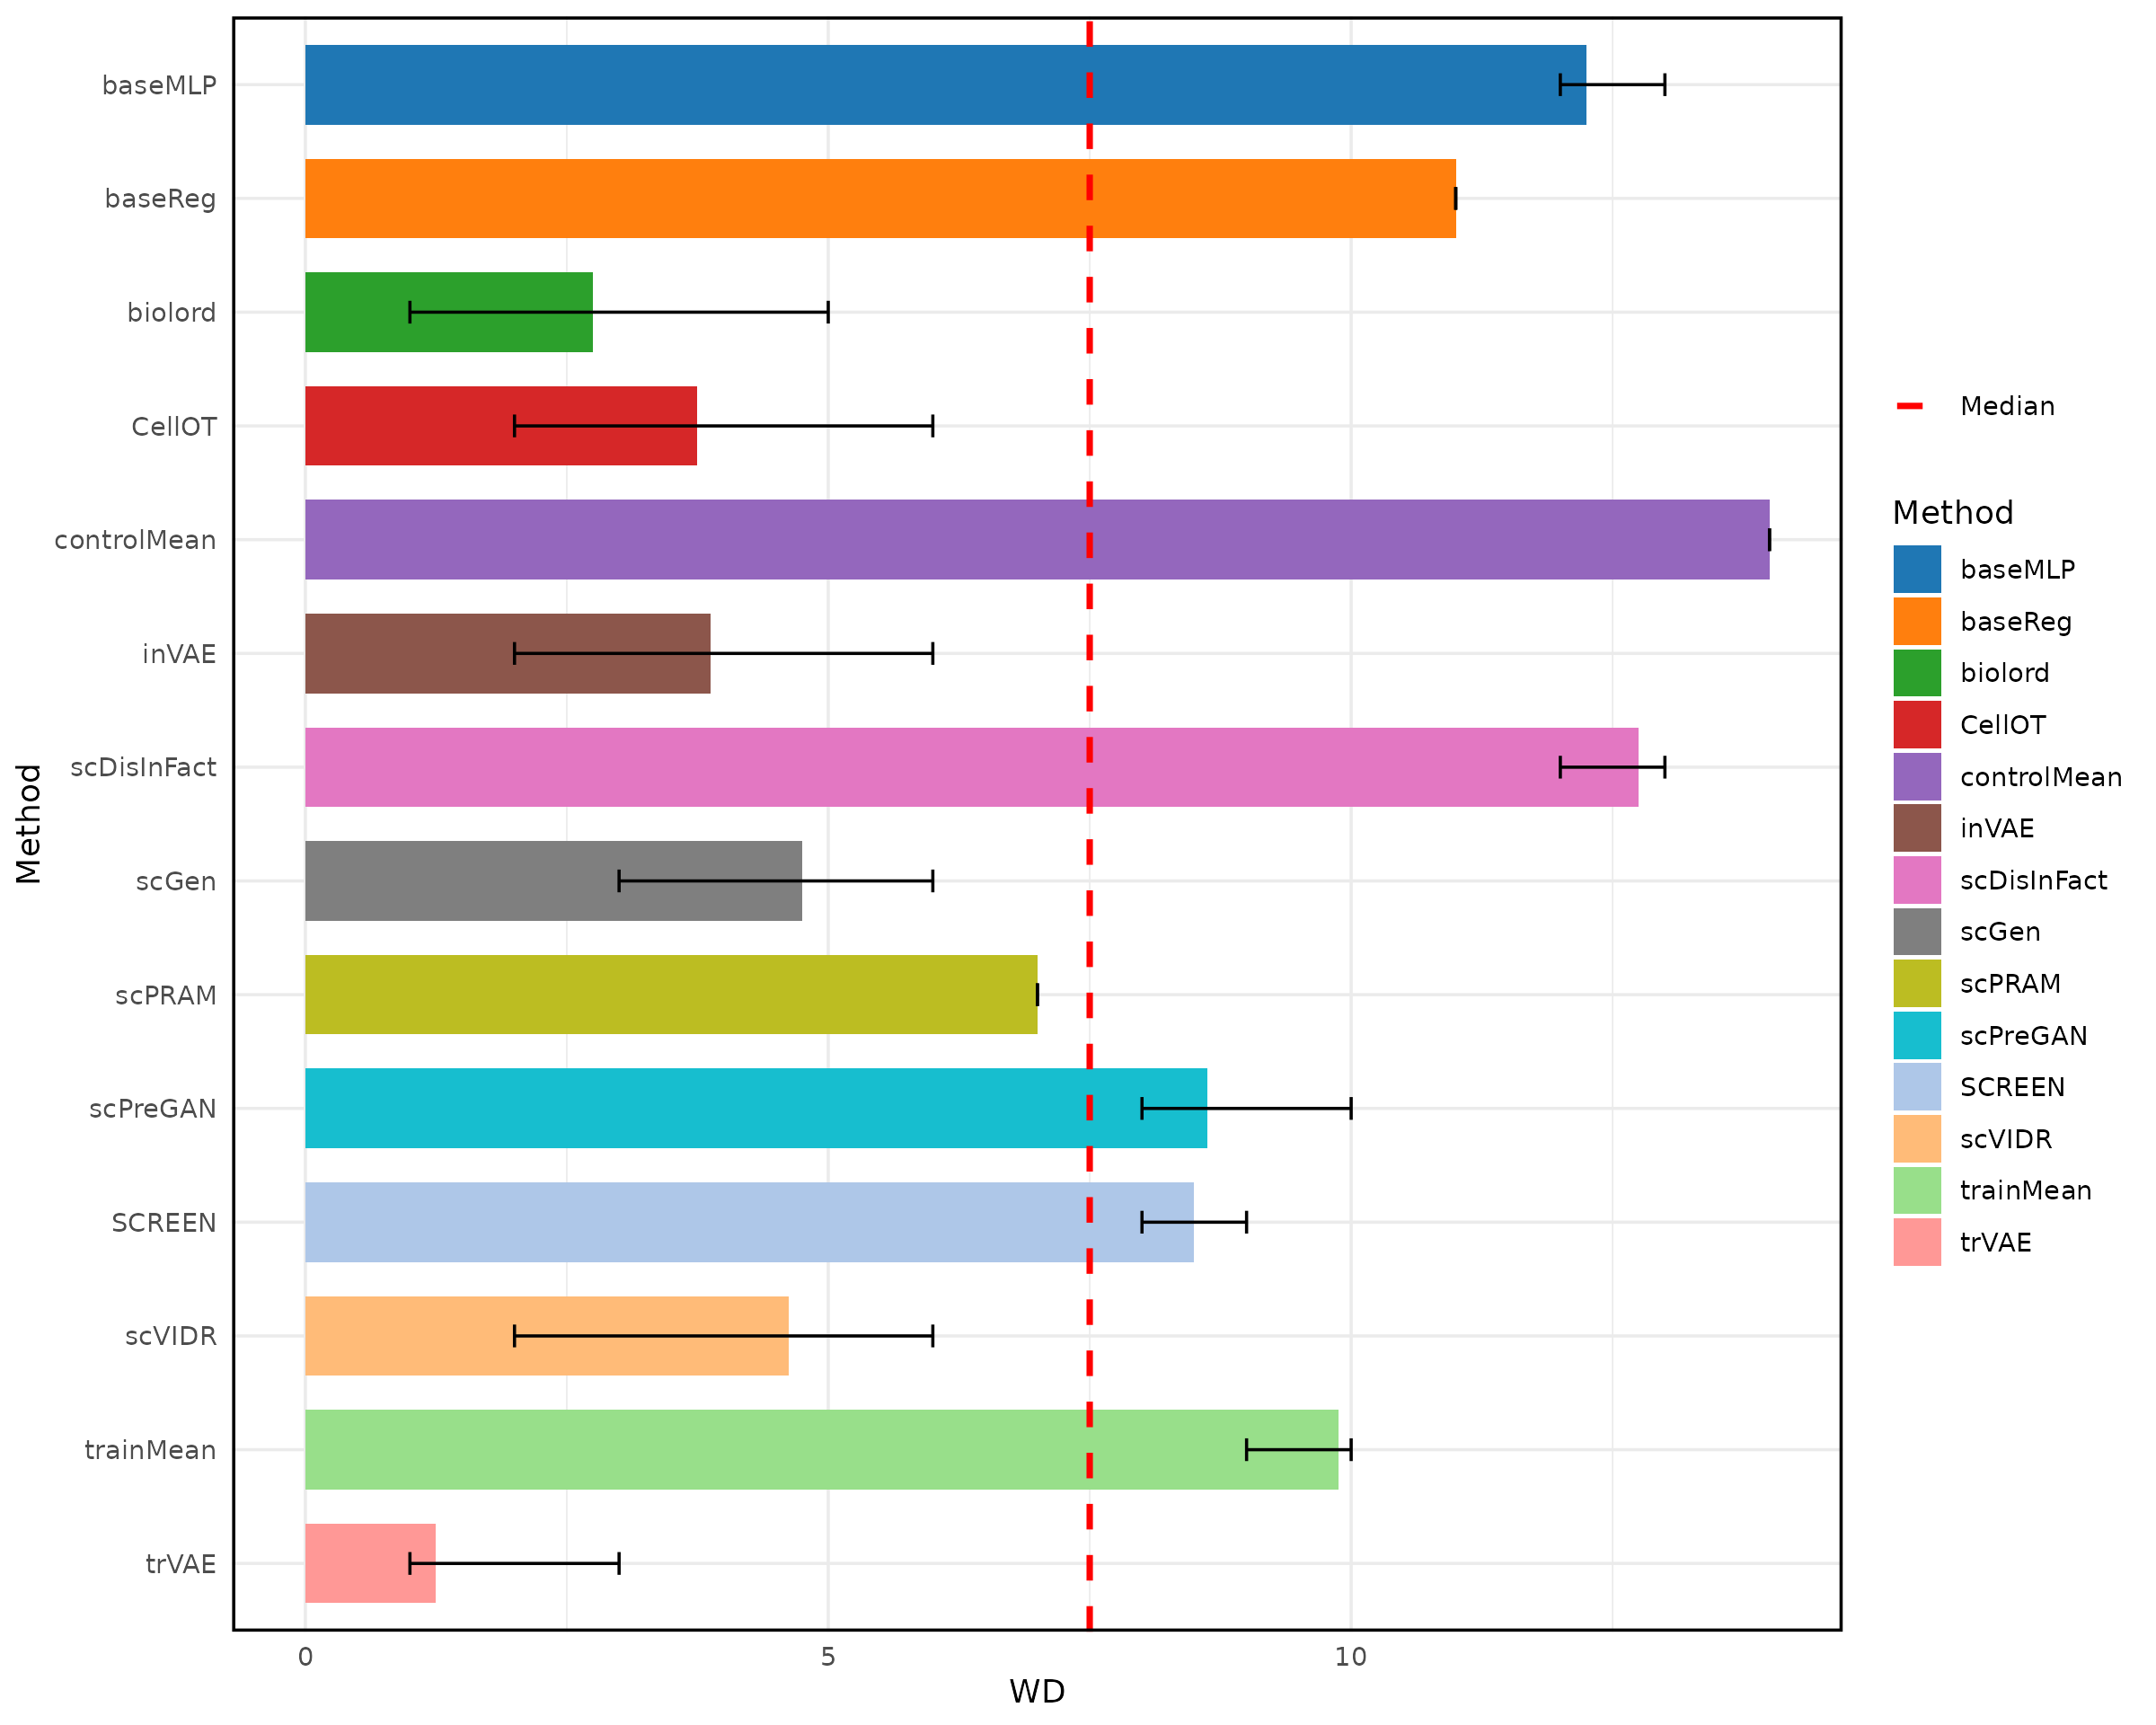 baseMLP
baseReg
biolord
CellOT
controlMean
inVAE
scDisInFact
scGen
scPRAM
scPreGAN
SCREEN
scVIDR
trainMean
trVAE
Method
0 5 10
WD
Median
Method
baseMLP
baseReg
biolord
CellOT
controlMean
inVAE
scDisInFact
scGen
scPRAM
scPreGAN
SCREEN
scVIDR
trainMean
trVAE